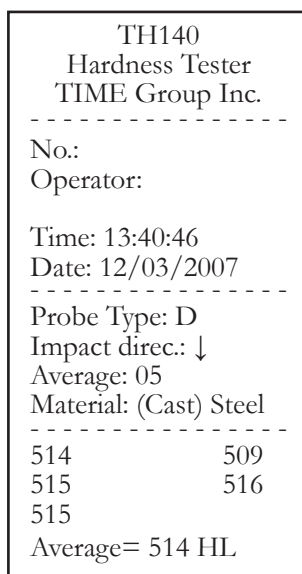 TH140
Hardness Tester
TIME Group Inc.
- - - - - - - - - - - - - - - -
No.:
Operator:
Time: 13:40:46
Date: 12/03/2007
- - - - - - - - - - - - - - - -
Probe Type: D
Impact direc.: ↓
Average: 05
Material: (Cast) Steel
- - - - - - - - - - - - - - - -
514 509
515 516
515
Average= 514 HL